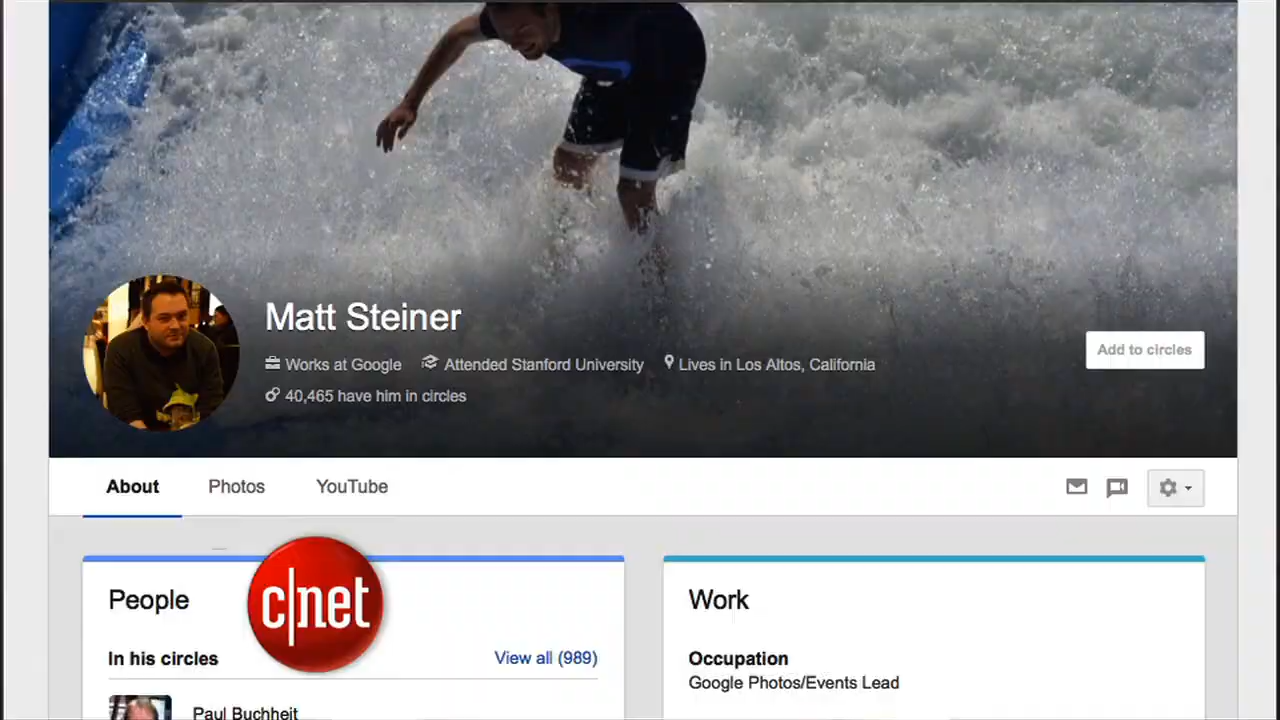 Matt Steiner
Works at Google Attended Stanford University Lives in Los Altos, California
Add to circles
40,465 have him in circles
About Photos YouTube
People
Work
c|net
In his circles View all (989)
Occupation
Google Photos/Events Lead
Paul Buchheit